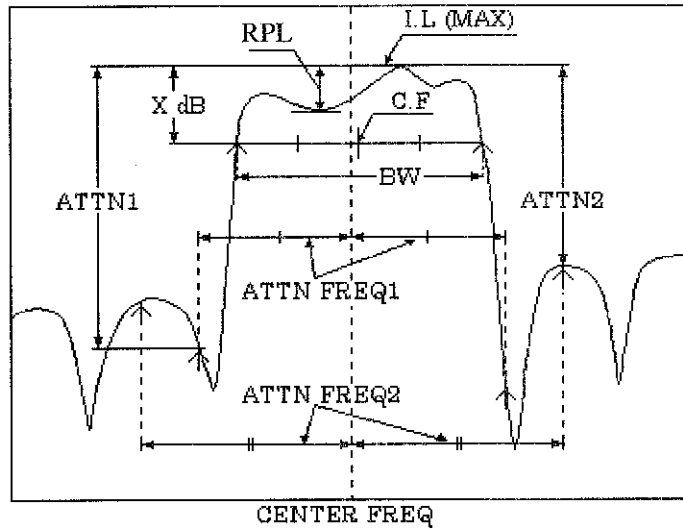 I.L (MAX)
RPL
X dB
C.F
BW
ATTN1
ATTN2
ATTN FREQ1
ATTN FREQ2
CENTER FREQ